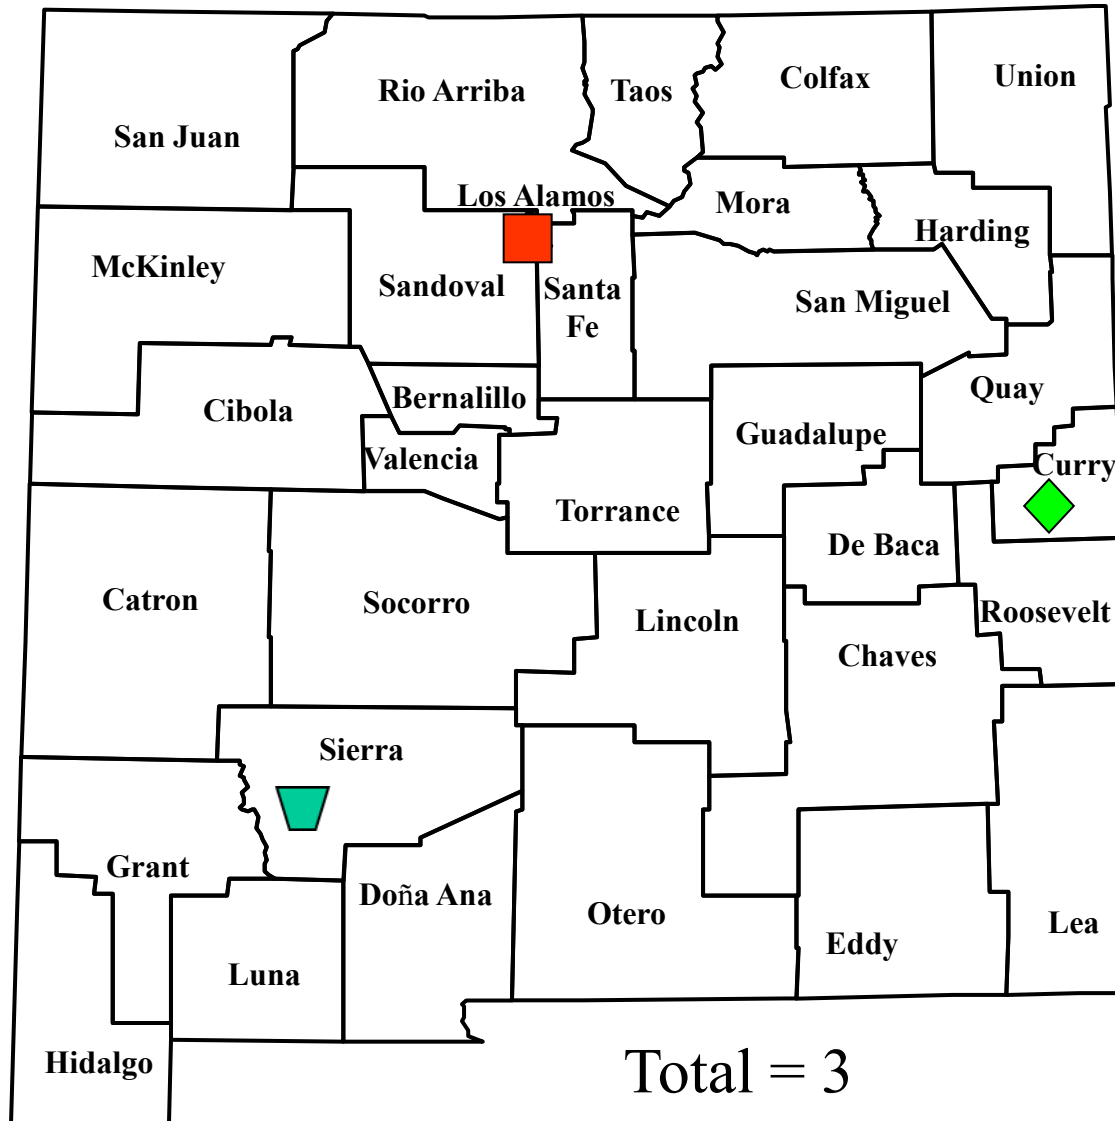 Rio Arriba
Taos
Colfax
Union
San Juan
Los Alamos
Mora
Harding
McKinley
Sandoval
Santa
Fe
San Miguel
Cibola
Bernalillo
Quay
Valencia
Guadalupe
Curry
Torrance
De Baca
Catron
Socorro
Lincoln
Roosevelt
Chaves
Sierra
Grant
Doña Ana
Otero
Eddy
Lea
Luna
Hidalgo
Total = 3